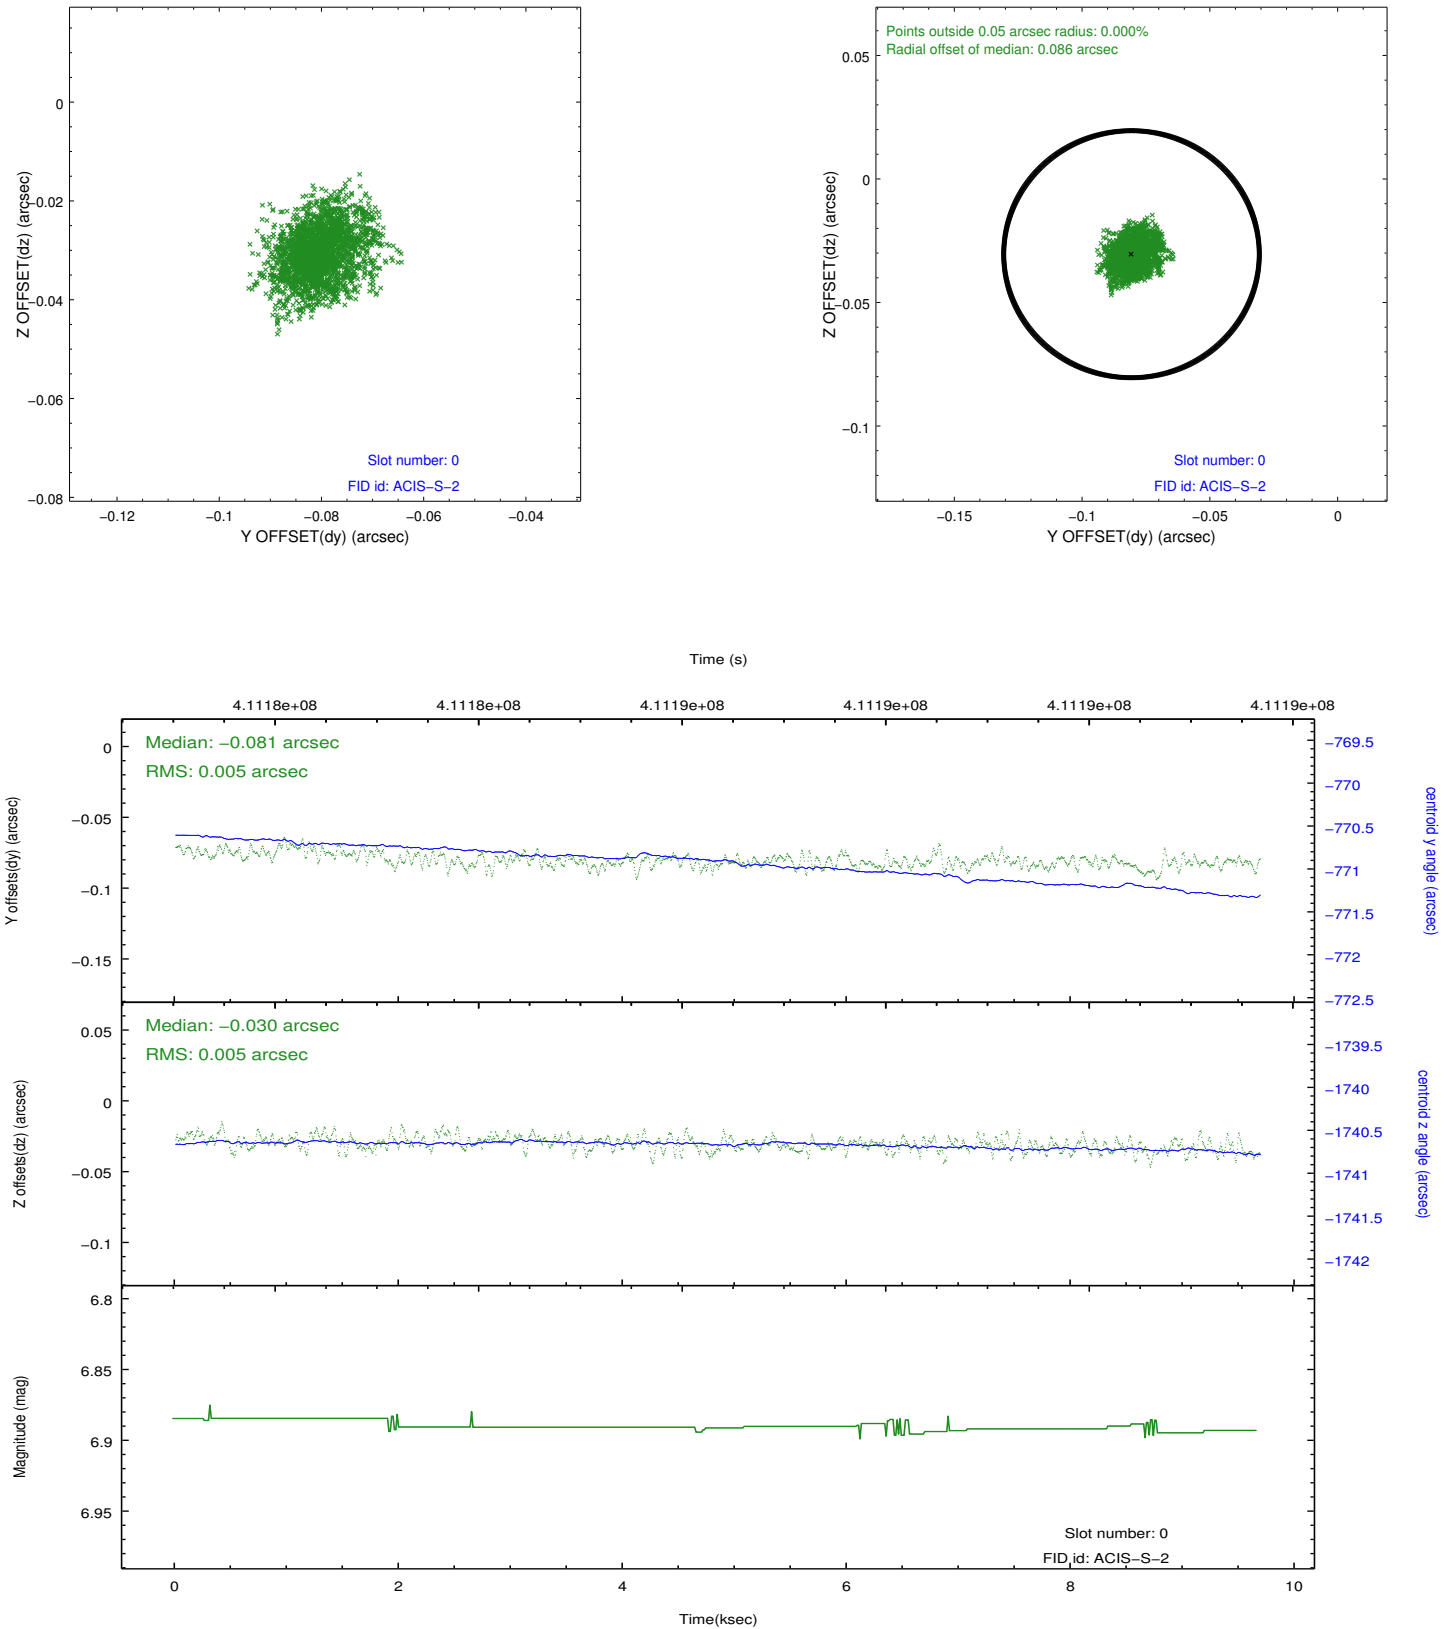 0
−0.02
−0.04
−0.06
−0.08
Z OFFSET(dz) (arcsec)
Slot number: 0
FID id: ACIS−S−2
−0.12
−0.1
−0.08
−0.06
−0.04
Y OFFSET(dy) (arcsec)
Points outside 0.05 arcsec radius: 0.000%
Radial offset of median: 0.086 arcsec
0.05
0
−0.05
−0.1
Z OFFSET(dz) (arcsec)
Slot number: 0
FID id: ACIS−S−2
−0.15
−0.1
−0.05
0
Y OFFSET(dy) (arcsec)
Time (s)
4.1118e+08
4.1118e+08
4.1119e+08
4.1119e+08
4.1119e+08
4.1119e+08
Median: −0.081 arcsec
RMS: 0.005 arcsec
0
−0.05
−0.1
−0.15
Y offsets(dy) (arcsec)
−769.5
−770
−770.5
−771
−771.5
−772
−772.5
centroid y angle (arcsec)
Median: −0.030 arcsec
RMS: 0.005 arcsec
0.05
0
−0.05
−0.1
Z offsets(dz) (arcsec)
−1739.5
−1740
−1740.5
−1741
−1741.5
−1742
centroid z angle (arcsec)
6.8
6.85
6.9
6.95
Magnitude (mag)
Slot number: 0
FID id: ACIS−S−2
0
2
4
6
8
10
Time(ksec)